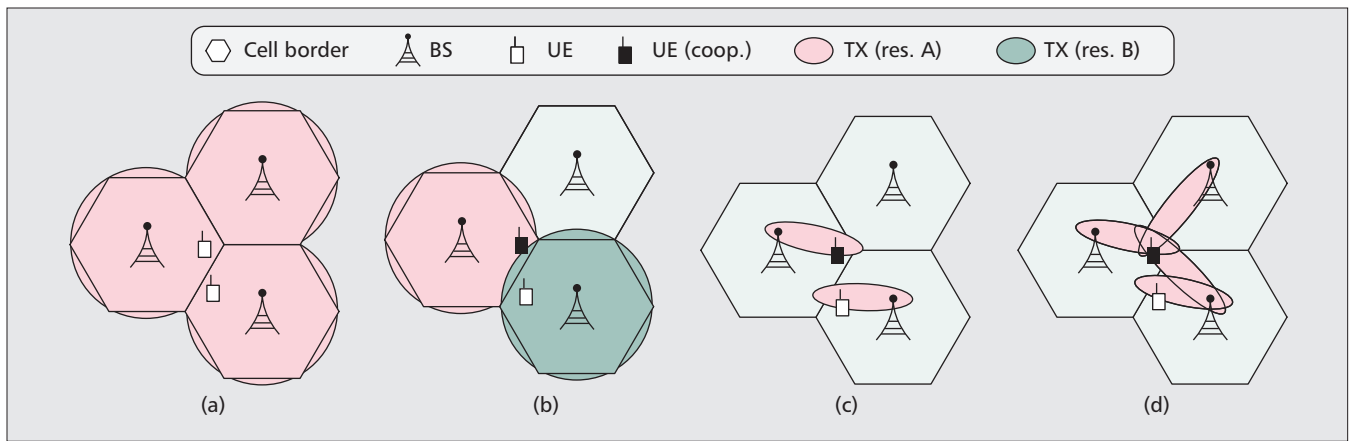 Cell border BS UE UE (coop.) TX (res. A) TX (res. B)
(a) (b) (c) (d)